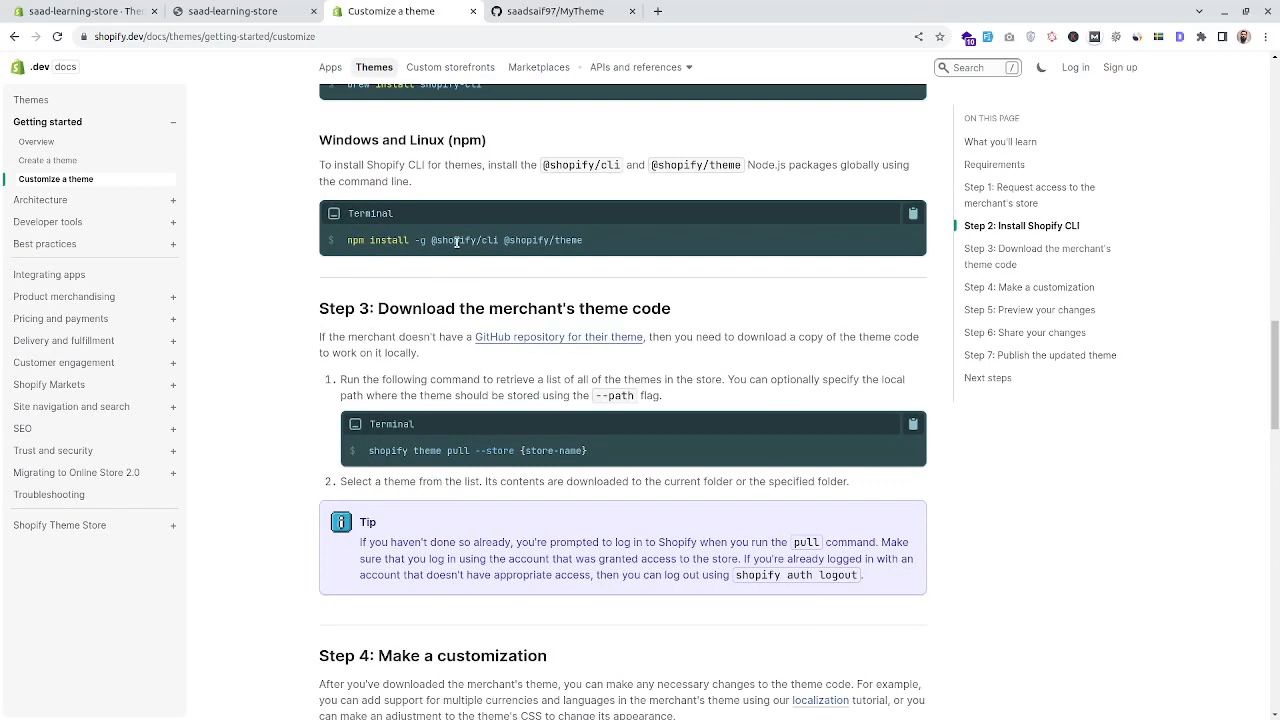 saad-learning-store · The
saad-learning-store
Customize a theme
saadsaif97/MyTheme
shopify.dev/docs/themes/getting-started/customize
10
.dev docs
Apps
Themes
Custom storefronts
Marketplaces
APIs and references
Search /
Log in
Sign up
Themes
Getting started
Overview
Create a theme
Customize a theme
Architecture
Developer tools
Best practices
Integrating apps
Product merchandising
Pricing and payments
Delivery and fulfillment
Customer engagement
Shopify Markets
Site navigation and search
SEO
Trust and security
Migrating to Online Store 2.0
Troubleshooting
Shopify Theme Store
brew install shopify-cli
Windows and Linux (npm)
To install Shopify CLI for themes, install the @shopify/cli and @shopify/theme Node.js packages globally using
the command line.
Terminal
$ npm install -g @shopify/cli @shopify/theme
Step 3: Download the merchant's theme code
If the merchant doesn't have a GitHub repository for their theme, then you need to download a copy of the theme code
to work on it locally.
1. Run the following command to retrieve a list of all of the themes in the store. You can optionally specify the local
path where the theme should be stored using the --path flag.
Terminal
$ shopify theme pull --store {store-name}
2. Select a theme from the list. Its contents are downloaded to the current folder or the specified folder.
Tip
If you haven't done so already, you're prompted to log in to Shopify when you run the pull command. Make
sure that you log in using the account that was granted access to the store. If you're already logged in with an
account that doesn't have appropriate access, then you can log out using shopify auth logout.
Step 4: Make a customization
After you've downloaded the merchant's theme, you can make any necessary changes to the theme code. For example,
you can add support for multiple currencies and languages in the merchant's theme using our localization tutorial, or you
can make an adjustment to the theme's CSS to change its appearance.
ON THIS PAGE
What you'll learn
Requirements
Step 1: Request access to the
merchant's store
Step 2: Install Shopify CLI
Step 3: Download the merchant's
theme code
Step 4: Make a customization
Step 5: Preview your changes
Step 6: Share your changes
Step 7: Publish the updated theme
Next steps